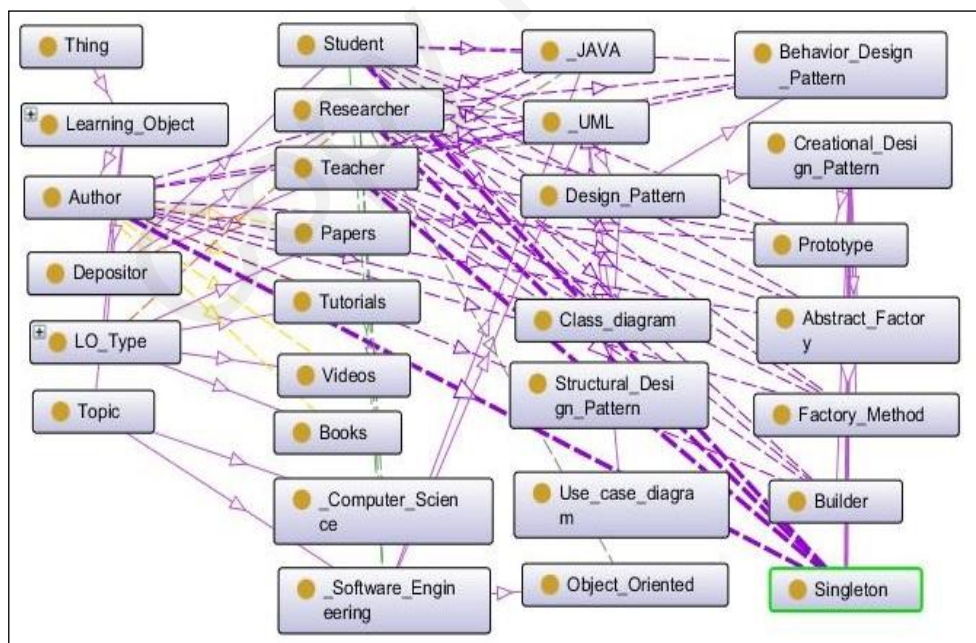 Thing
Learning_Object
Author
Depositor
LO_Type
Topic
Student
Researcher
Teacher
Papers
Tutorials
Videos
Books
_Computer_Scien
ce
_Software_Engin
eering
_JAVA
_UML
Design_Pattern
Class_diagram
Structural_Desi
gn_Pattern
Use_case_diagra
m
Object_Oriented
Behavior_Design
_Pattern
Creational_Desi
gn_Pattern
Prototype
Abstract_Factor
y
Factory_Method
Builder
Singleton